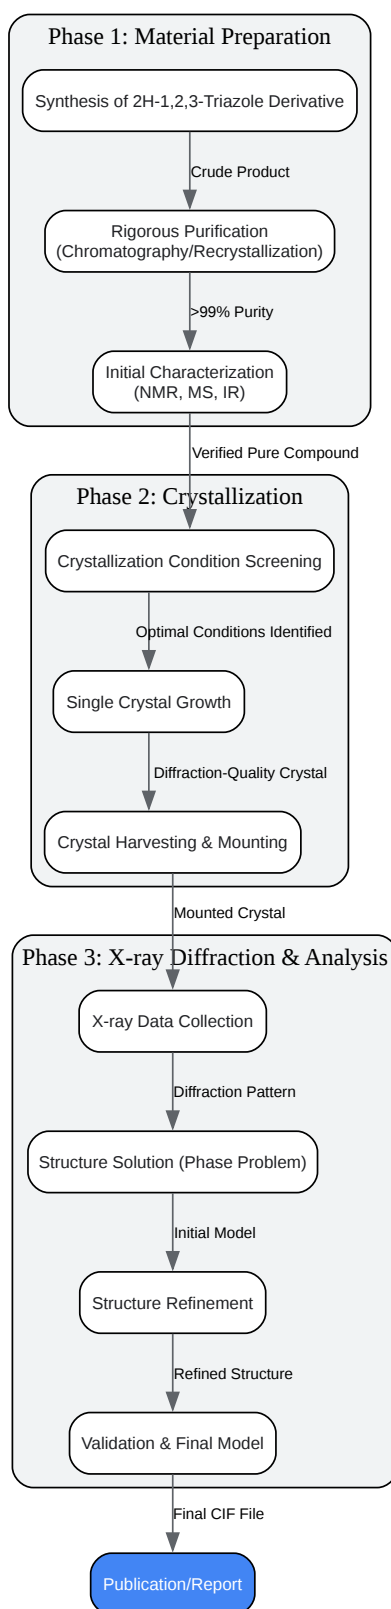 Phase 1: Material Preparation
Synthesis of 2H-1,2,3-Triazole Derivative
Crude Product
Rigorous Purification
(Chromatography/Recrystallization)
>99% Purity
Initial Characterization
(NMR, MS, IR)
Verified Pure Compound
Phase 2: Crystallization
Crystallization Condition Screening
Optimal Conditions Identified
Single Crystal Growth
Diffraction-Quality Crystal
Crystal Harvesting & Mounting
Mounted Crystal
Phase 3: X-ray Diffraction & Analysis
X-ray Data Collection
Diffraction Pattern
Structure Solution (Phase Problem)
Initial Model
Structure Refinement
Refined Structure
Validation & Final Model
Final CIF File
Publication/Report